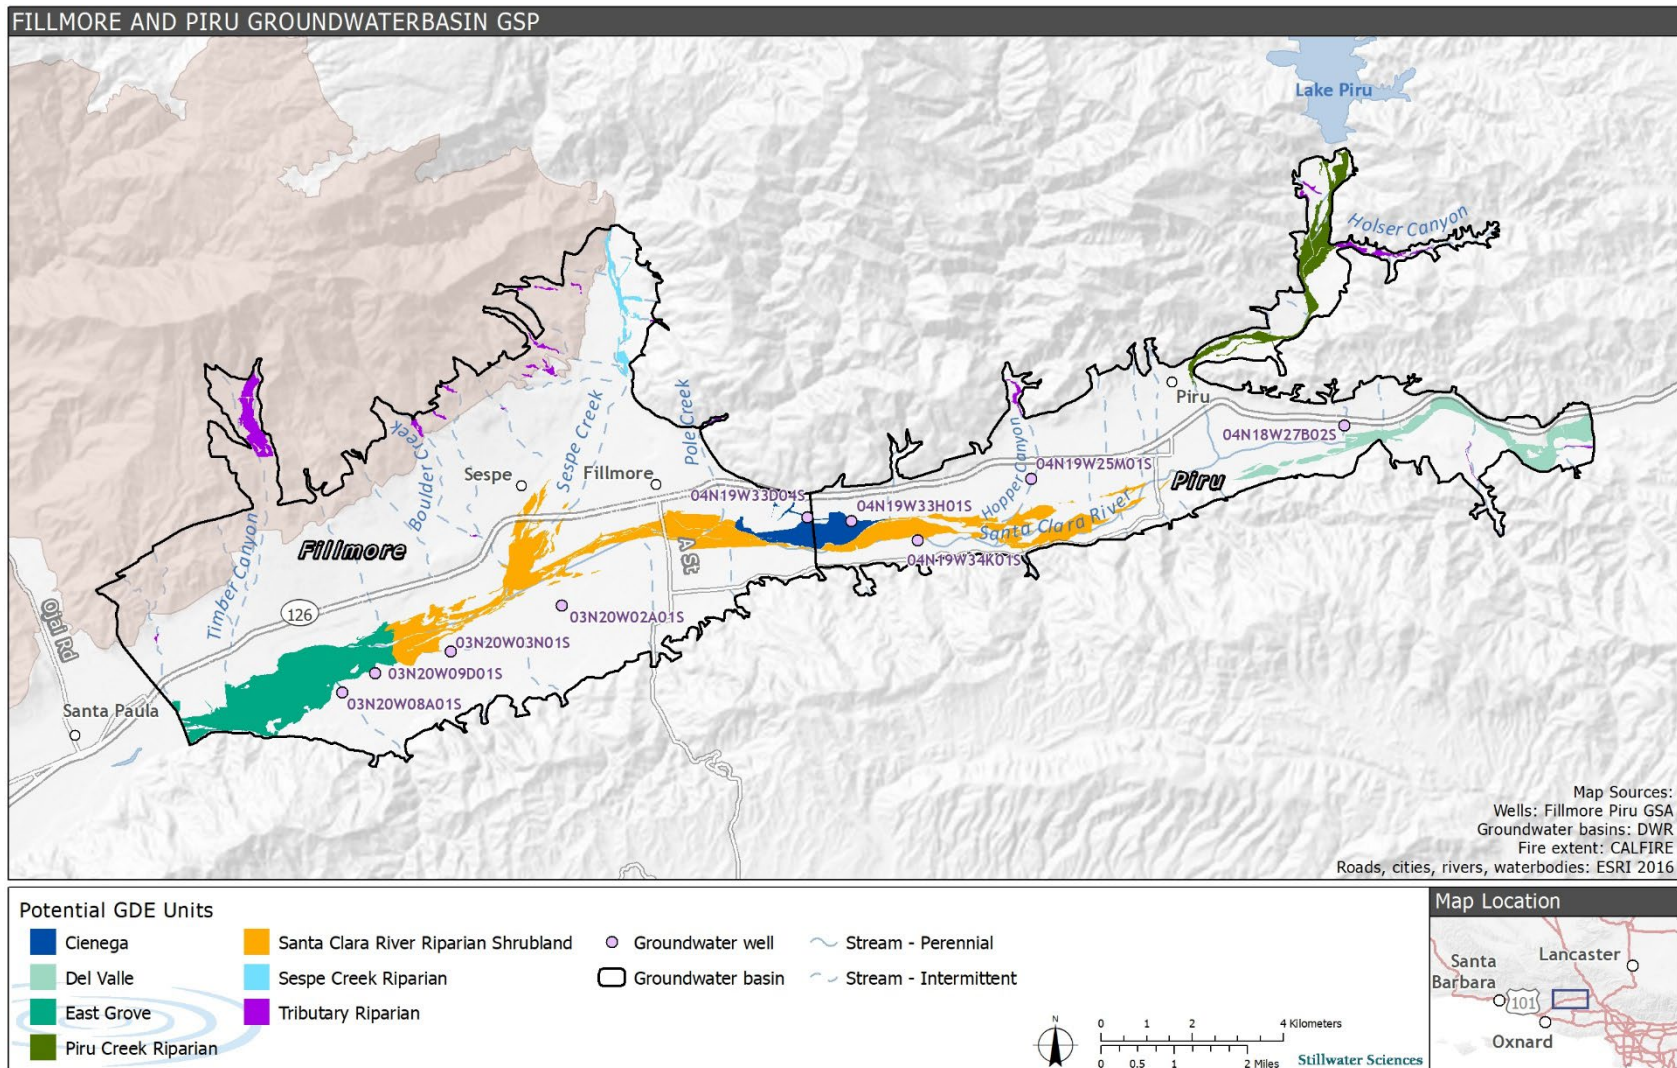 FILLMORE AND PIRU GROUNDWATERBASIN GSP
Lake Piru
Holser Canyon
Piru
04N18W27B02S
Pole Creek
Sespe Creek
Boulder Creek
Sespe
Fillmore
04N19W33D04S
04N19W33H01S
Hopper Canyon
04N19W25M01S
Piru
Santa Clara River
04N19W34K01S
Fillmore
A St
Timber Canyon
126
Ojai Rd
03N20W02A01S
03N20W03N01S
03N20W09D01S
03N20W08A01S
Santa Paula
Map Sources:
Wells: Fillmore Piru GSA
Groundwater basins: DWR
Fire extent: CALFIRE
Roads, cities, rivers, waterbodies: ESRI 2016
Potential GDE Units
Cienega
Del Valle
East Grove
Piru Creek Riparian
Santa Clara River Riparian Shrubland
Sespe Creek Riparian
Tributary Riparian
Groundwater well
Groundwater basin
Stream - Perennial
Stream - Intermittent
N
0 1 2 4 Kilometers
0 0.5 1 2 Miles
Stillwater Sciences
Map Location
Santa
Barbara
Lancaster
101
Oxnard